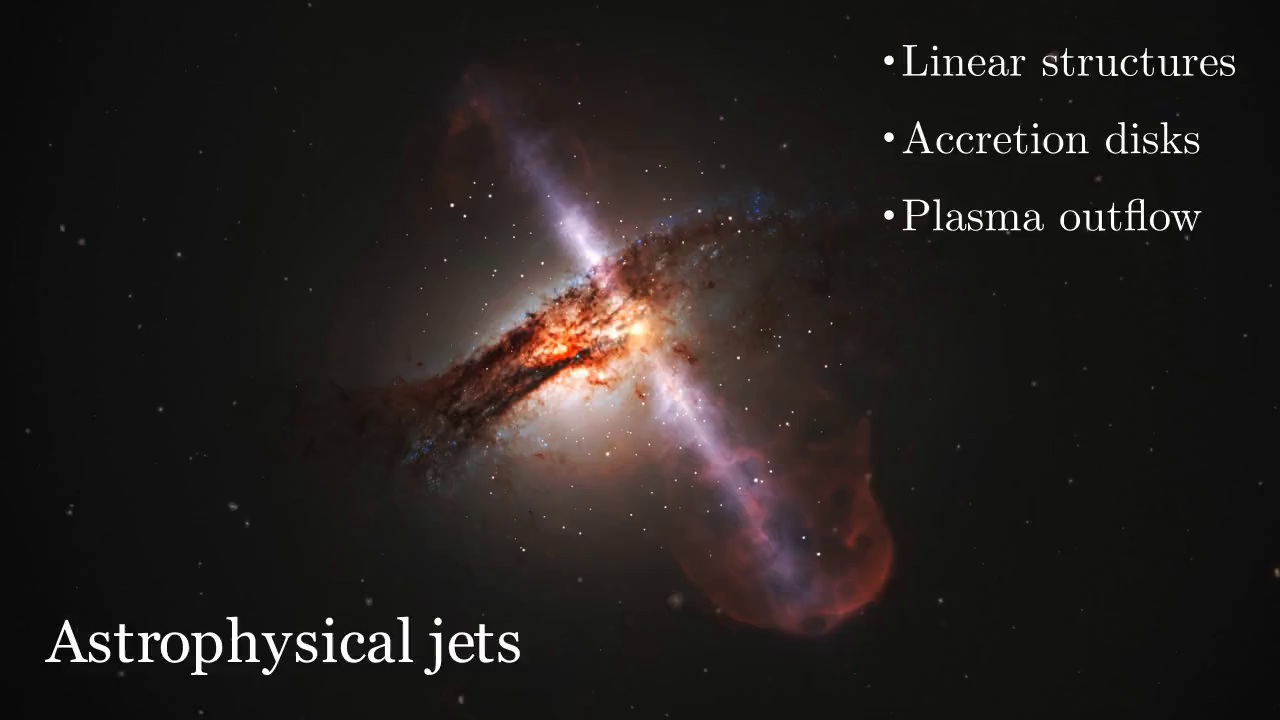 • Linear structures
• Accretion disks
• Plasma outflow
Astrophysical jets